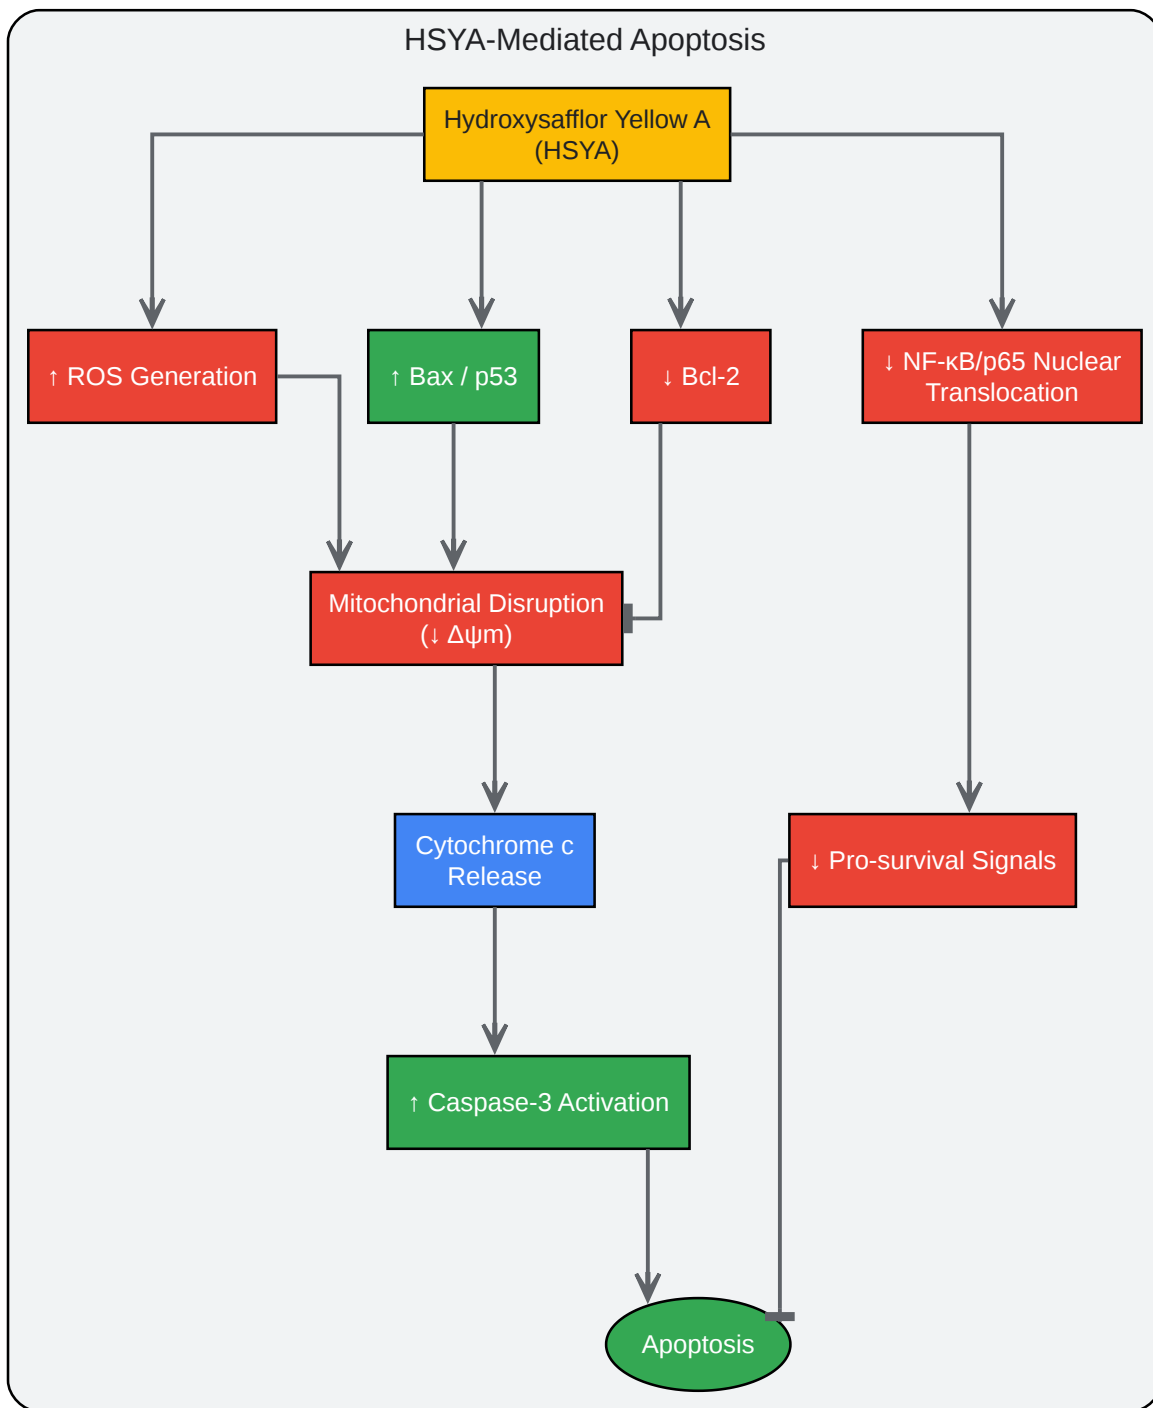 HSYA-Mediated Apoptosis
Hydroxysafflor Yellow A
(HSYA)
↑ ROS Generation
↑ Bax / p53
↓ Bcl-2
↓ NF-κB/p65 Nuclear
Translocation
Mitochondrial Disruption
(↓ Δψm)
Cytochrome c
Release
↓ Pro-survival Signals
↑ Caspase-3 Activation
Apoptosis